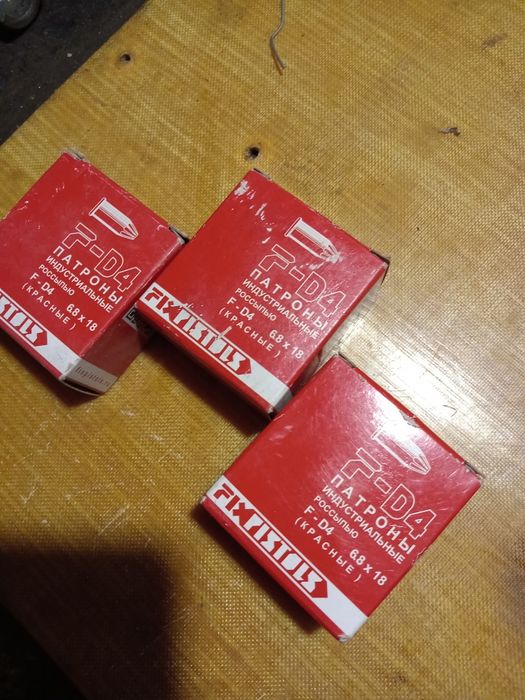 F-D4
ПАТРОНЫ
ИНДУСТРИАЛЬНЫЕ
РОССЫПЬЮ
F-D4 6.8 x 18
(КРАСНЫЕ)
FIXPISTOLS
F-D4
ПАТРОНЫ
ИНДУСТРИАЛЬНЫЕ
РОССЫПЬЮ
F-D4 6.8 x 18
(КРАСНЫЕ)
FIXPISTOLS
F-D4
ПАТРОНЫ
ИНДУСТРИАЛЬНЫЕ
РОССЫПЬЮ
F-D4 6.8 x 18
(КРАСНЫЕ)
FIXPISTOLS